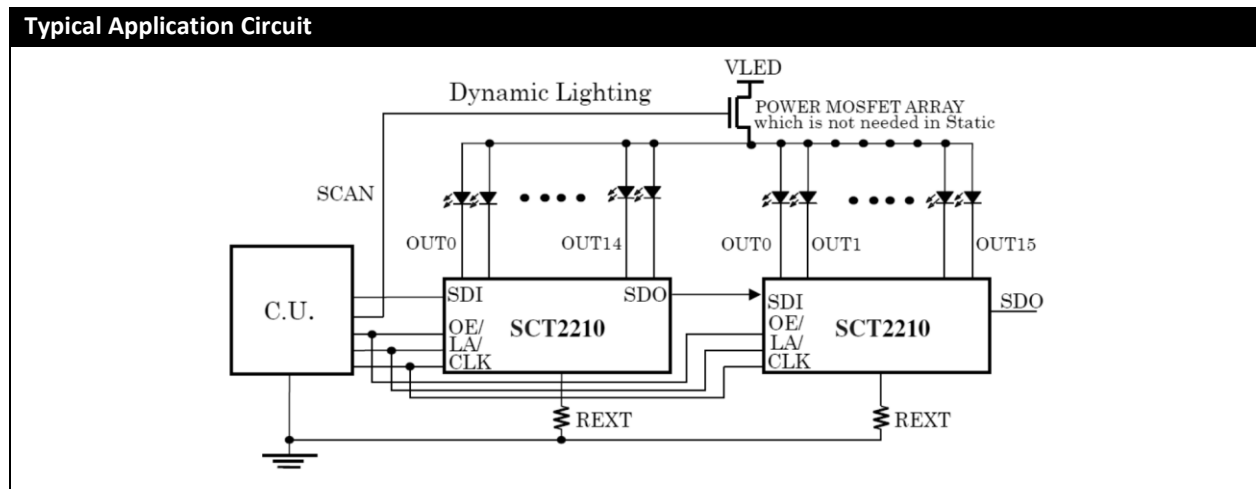 Typical Application Circuit
VLED
Dynamic Lighting
POWER MOSFET ARRAY
which is not needed in Static
SCAN
OUT0
OUT14
OUT0
OUT1
OUT15
C.U.
SDI
SDO
OE/
LA/
CLK
SCT2210
SDI
OE/
LA/
CLK
SCT2210
SDO
REXT
REXT